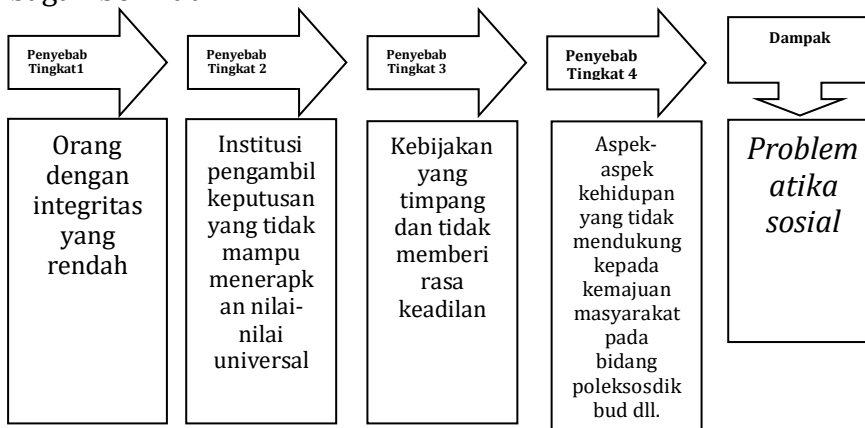 Penyebab
Tingkat1
Penyebab
Tingkat 2
Penyebab
Tingkat 3
Penyebab
Tingkat 4
Dampak
Orang
dengan
integritas
yang
rendah
Institusi
pengambil
keputusan
yang tidak
mampu
menerapk
an nilai-
nilai
universal
Kebijakan
yang
timpang
dan tidak
memberi
rasa
keadilan
Aspek-
aspek
kehidupan
yang tidak
mendukung
kepada
kemajuan
masyarakat
pada
bidang
poleksosdik
bud dll.
Problem
atika
sosial